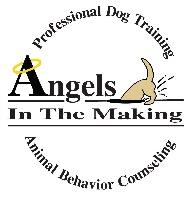 Professional Dog Training
Angels
In The Making
Animal Behavior Counseling